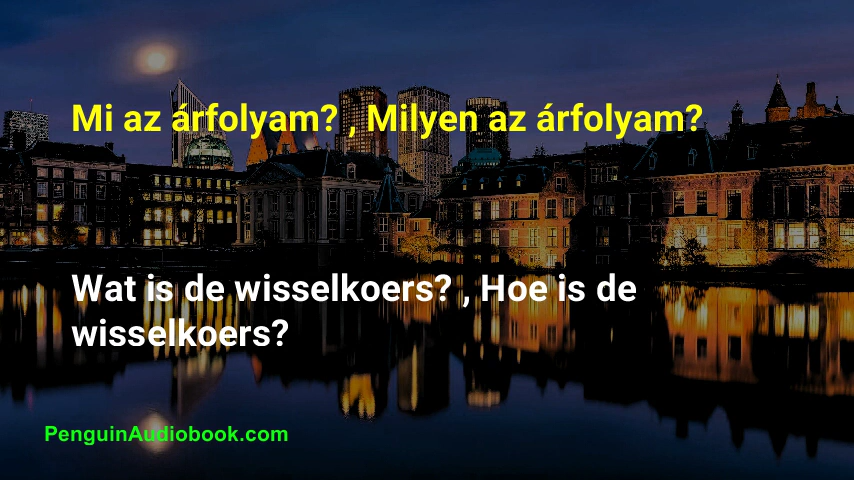 Mi az árfolyam? , Milyen az árfolyam?
Wat is de wisselkoers? , Hoe is de
wisselkoers?
PenguinAudiobook.com